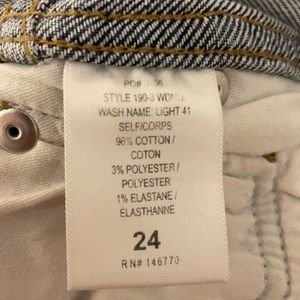 STYLE 190-3
WASH NAME: LIGHT 41
SELF/CORPS
96% COTTON /
COTON
3% POLYESTER /
POLYESTER
1% ELASTANE /
ÉLASTHANNE
24
RN# 146770